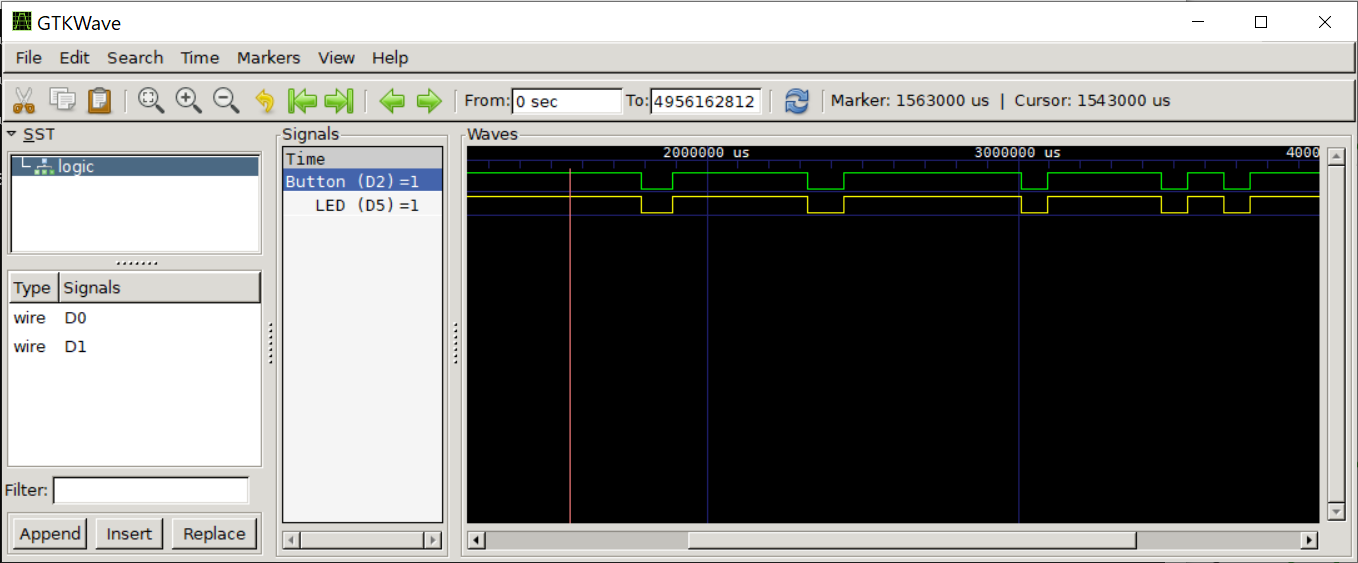 GTKWave
File Edit Search Time Markers View Help
From: 0 sec To: 4956162812 Marker: 1563000 us | Cursor: 1543000 us
SST
logic
Type Signals
wire D0
wire D1
Filter:
Append Insert Replace
Signals
Time
Button (D2) =1
LED (D5) =1
Waves
2000000 us 3000000 us 4000